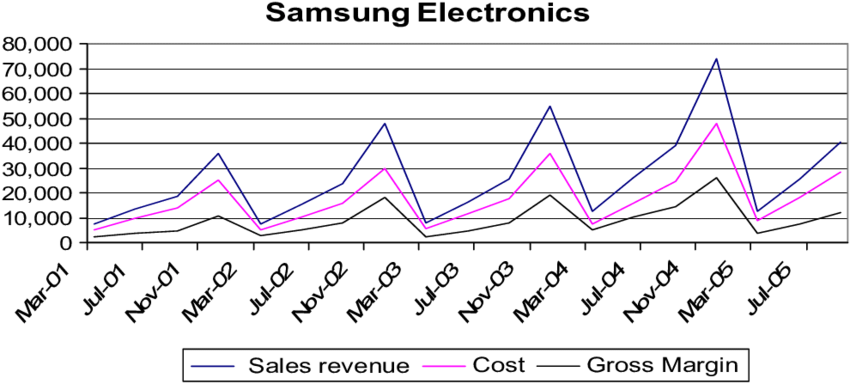 Samsung Electronics
80,000
70,000
60,000
50,000
40,000
30,000
20,000
10,000
0
Mar-01
Jul-01
Nov-01
Mar-02
Jul-02
Nov-02
Mar-03
Jul-03
Nov-03
Mar-04
Jul-04
Nov-04
Mar-05
Jul-05
Sales revenue
Cost
Gross Margin